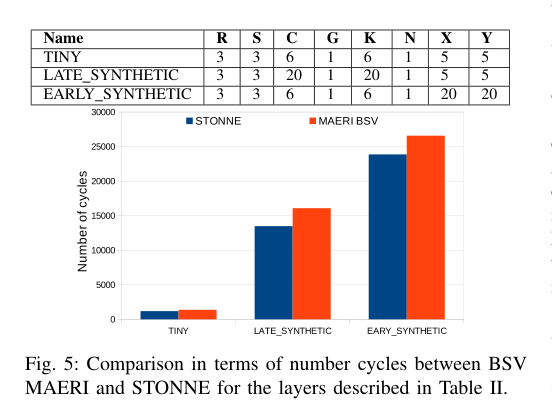 Name R S C G K N X Y
TINY 3 3 6 1 6 1 5 5
LATE_SYNTHETIC 3 3 20 1 20 1 5 5
EARLY_SYNTHETIC 3 3 6 1 6 1 20 20
STONNE MAERI BSV
Number of cycles
30000
25000
20000
15000
10000
5000
0
TINY LATE_SYNTHETIC EARY_SYNTHETIC
Fig. 5: Comparison in terms of number cycles between BSV
MAERI and STONNE for the layers described in Table II.